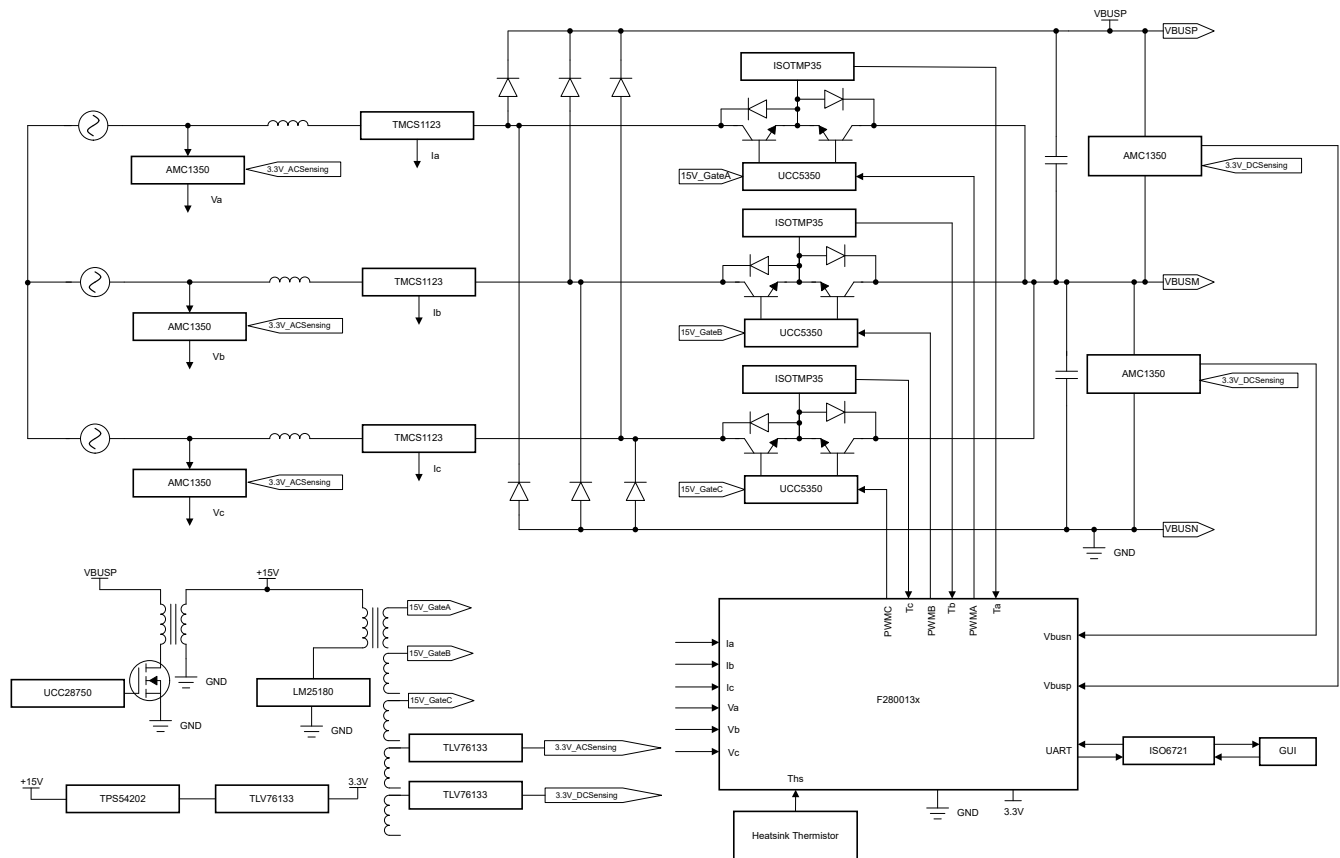 VBUSP
VBUSP
ISOTMP35
TMCS1123
Ia
AMC1350
3.3V_ACSensing
Va
15V_GateA
UCC5350
AMC1350
3.3V_DCSensing
ISOTMP35
TMCS1123
Ib
AMC1350
3.3V_ACSensing
Vb
15V_GateB
UCC5350
VBUSM
AMC1350
3.3V_DCSensing
ISOTMP35
TMCS1123
Ic
AMC1350
3.3V_ACSensing
Vc
15V_GateC
UCC5350
VBUSN
GND
VBUSP
+15V
15V_GateA
15V_GateB
15V_GateC
UCC28750
GND
GND
LM25180
GND
TLV76133
3.3V_ACSensing
TLV76133
3.3V_DCSensing
+15V
TPS54202
TLV76133
3.3V
PWMC
Tc
PWMB
Tb
PWMA
Ta
Ia
Ib
Ic
Va
Vb
Vc
F280013x
Vbusn
Vbusp
UART
ISO6721
GUI
Ths
GND
3.3V
Heatsink Thermistor